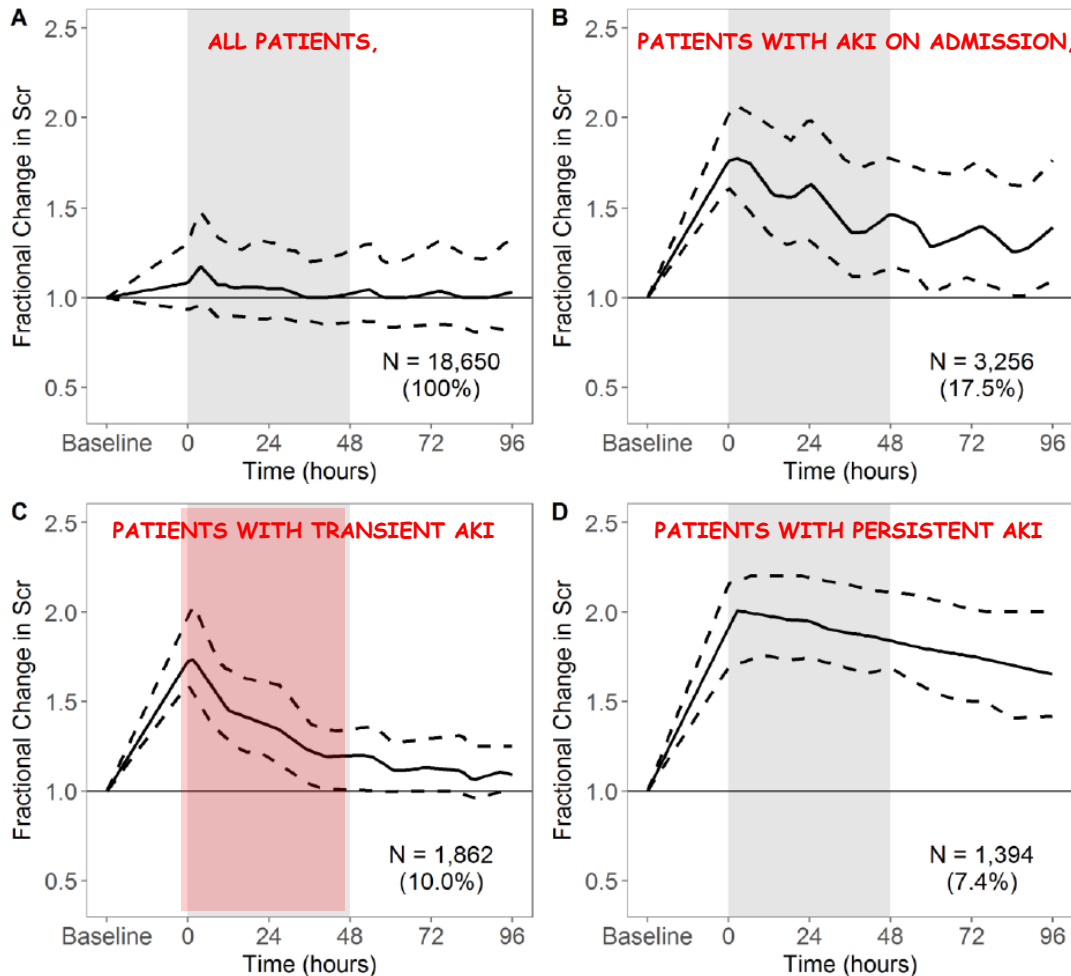 A
ALL PATIENTS,
2.5
2.0
1.5
1.0
0.5
Fractional Change in Scr
N = 18,650
(100%)
Baseline 0 24 48 72 96
Time (hours)
B
PATIENTS WITH AKI ON ADMISSION,
2.5
2.0
1.5
1.0
0.5
Fractional Change in Scr
N = 3,256
(17.5%)
Baseline 0 24 48 72 96
Time (hours)
C
PATIENTS WITH TRANSIENT AKI
2.5
2.0
1.5
1.0
0.5
Fractional Change in Scr
N = 1,862
(10.0%)
Baseline 0 24 48 72 96
Time (hours)
D
PATIENTS WITH PERSISTENT AKI
2.5
2.0
1.5
1.0
0.5
Fractional Change in Scr
N = 1,394
(7.4%)
Baseline 0 24 48 72 96
Time (hours)